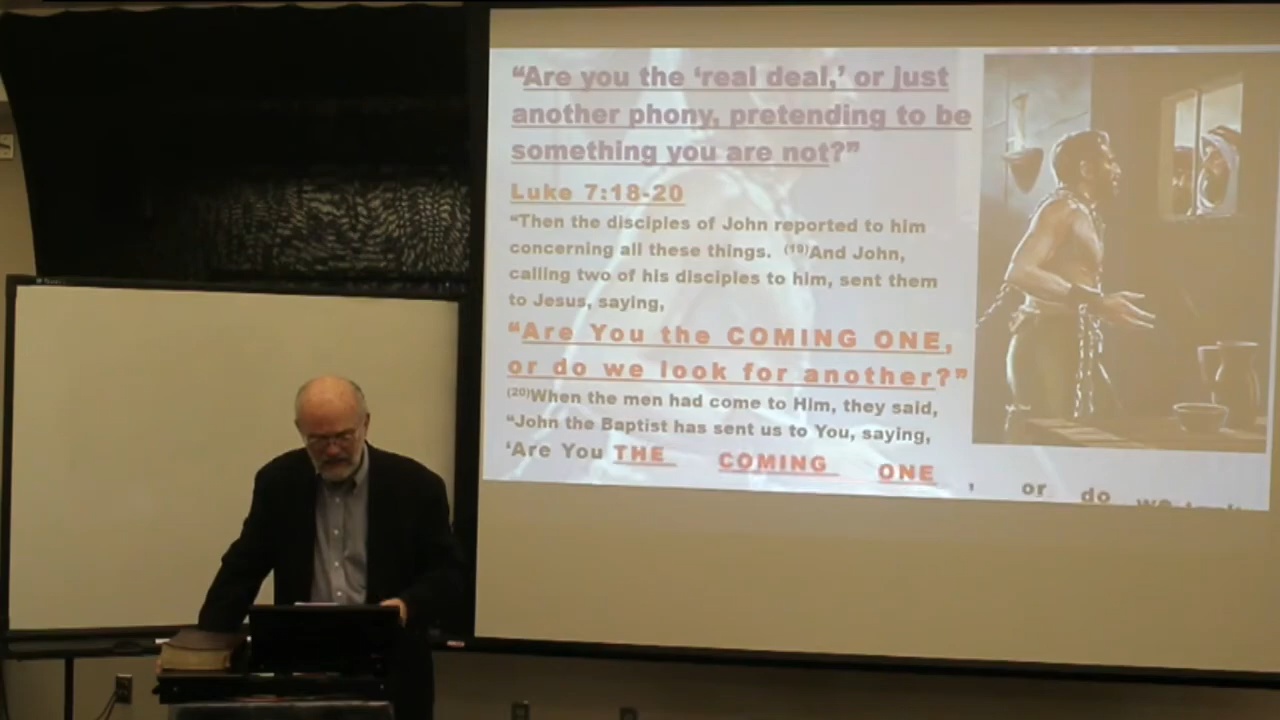 “Are you the ‘real deal,’ or just
another phony, pretending to be
something you are not?”
Luke 7:18-20
“Then the disciples of John reported to him
concerning all these things. (19)And John,
calling two of his disciples to him, sent them
to Jesus, saying,
“Are You the COMING ONE,
or do we look for another?”
(20)When the men had come to Him, they said,
“John the Baptist has sent us to You, saying,
‘Are You THE COMING ONE, or do we